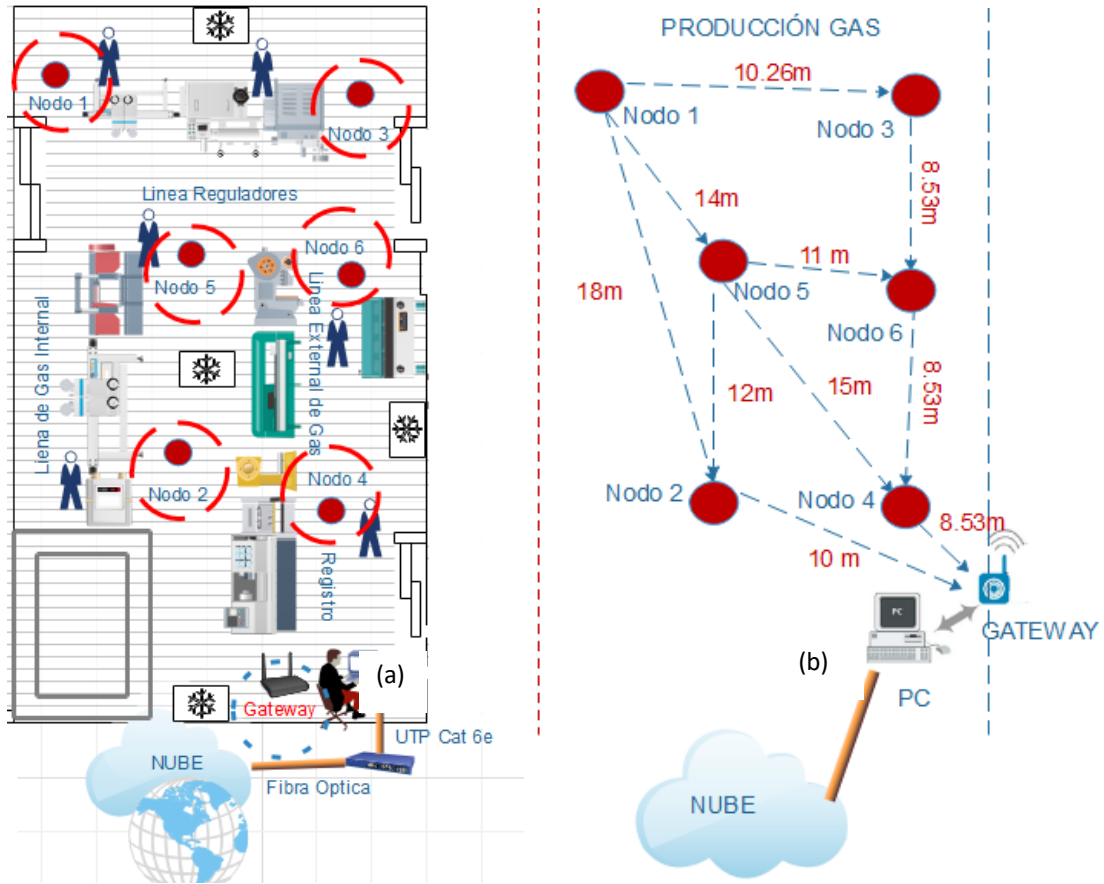 Nodo 1
Nodo 3
Linea Reguladores
Nodo 6
Nodo 5
Liena de Gas Internal
Linea External de Gas
Nodo 2
Nodo 4
Registro
(a)
Gateway
UTP Cat 6e
NUBE
Fibra Optica
PRODUCCIÓN GAS
10.26m
Nodo 1
Nodo 3
14m
8.53m
11 m
Nodo 5
18m
Nodo 6
12m
15m
8.53m
Nodo 2
Nodo 4
8.53m
10 m
PC
GATEWAY
(b)
PC
NUBE